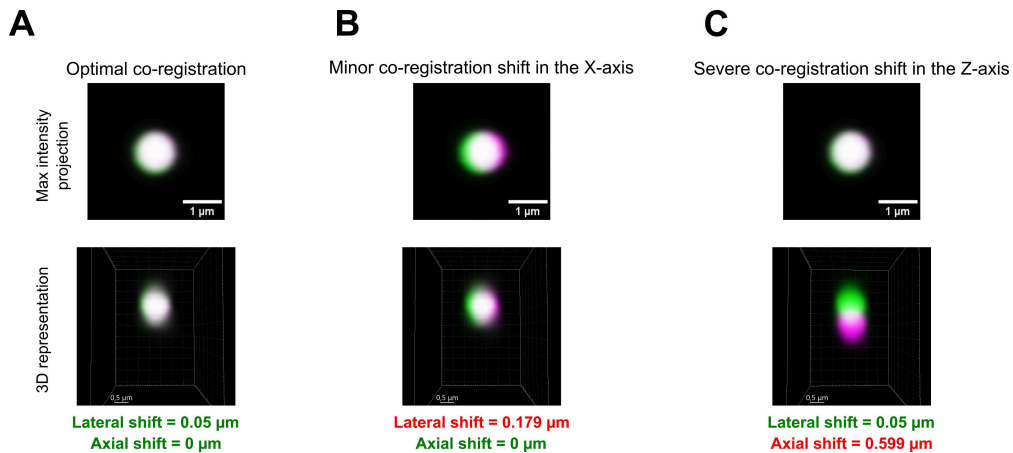 A
B
C
Optimal co-registration
Minor co-registration shift in the X-axis
Severe co-registration shift in the Z-axis
Max intensity
projection
1 µm
1 µm
1 µm
3D representation
0,5 µm
0,5 µm
0,5 µm
Lateral shift = 0.05 µm
Axial shift = 0 µm
Lateral shift = 0.179 µm
Axial shift = 0 µm
Lateral shift = 0.05 µm
Axial shift = 0.599 µm